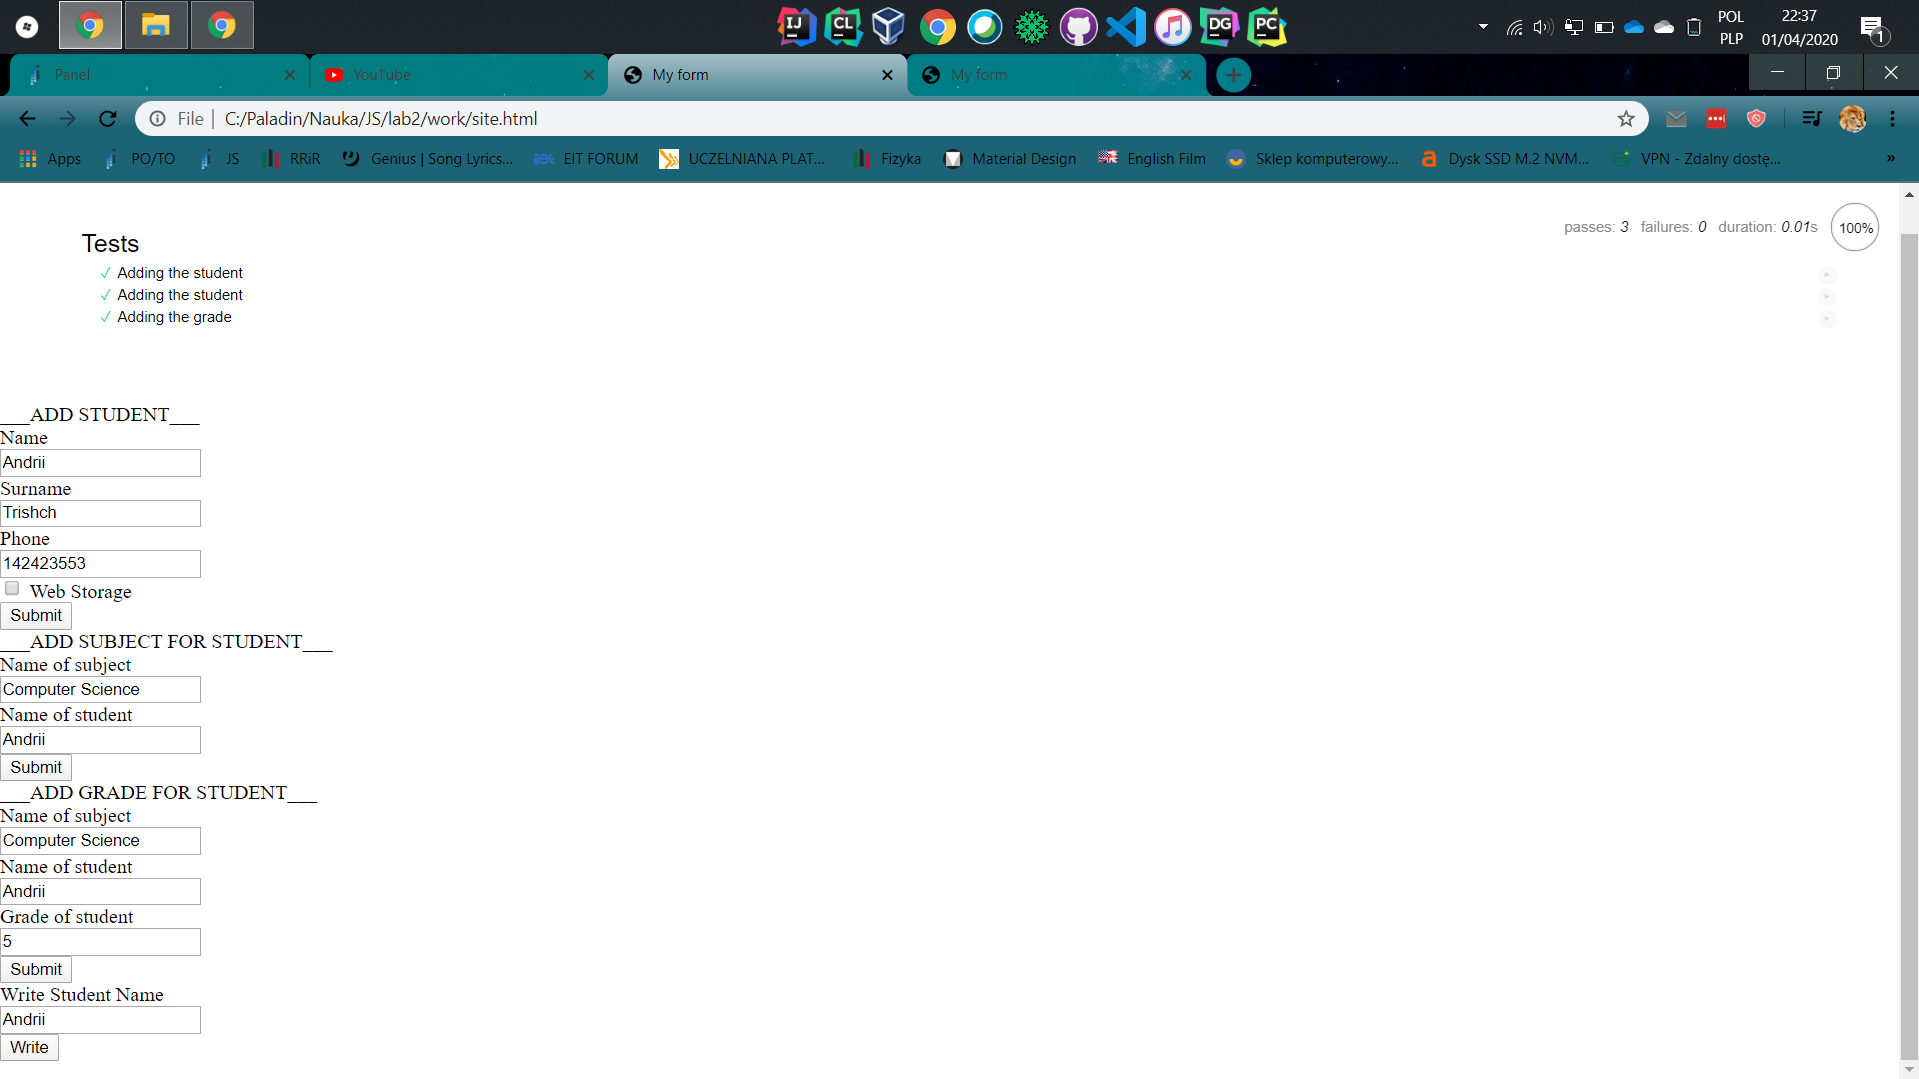 IJ CL DG PC
POL 22:37
PLP 01/04/2020 1
Panel YouTube My form My form
File C:/Paladin/Nauka/JS/lab2/work/site.html
Apps PO/TO JS RRiR Genius | Song Lyrics... EIT FORUM UCZELNIANA PLAT... Fizyka Material Design English Film Sklep komputerowy... Dysk SSD M.2 NVM... VPN - Zdalny dostę... »
passes: 3 failures: 0 duration: 0.01s 100%
Tests
✓ Adding the student
✓ Adding the student
✓ Adding the grade
___ADD STUDENT___
Name
Andrii
Surname
Trishch
Phone
142423553
Web Storage
Submit
___ADD SUBJECT FOR STUDENT___
Name of subject
Computer Science
Name of student
Andrii
Submit
___ADD GRADE FOR STUDENT___
Name of subject
Computer Science
Name of student
Andrii
Grade of student
5
Submit
Write Student Name
Andrii
Write